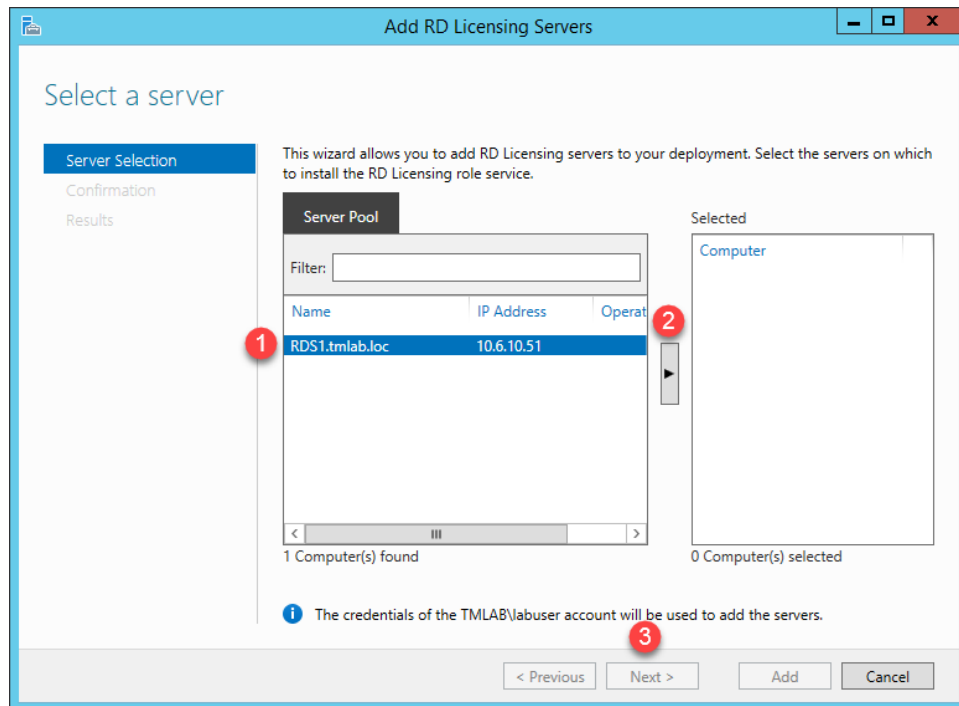 Add RD Licensing Servers
Select a server
Server Selection
Confirmation
Results
This wizard allows you to add RD Licensing servers to your deployment. Select the servers on which
to install the RD Licensing role service.
Server Pool
Filter:
Name IP Address Operat
1 RDS1.tmlab.loc 10.6.10.51
1 Computer(s) found
2
Selected
Computer
0 Computer(s) selected
The credentials of the TMLAB\labuser account will be used to add the servers.
3
< Previous Next > Add Cancel